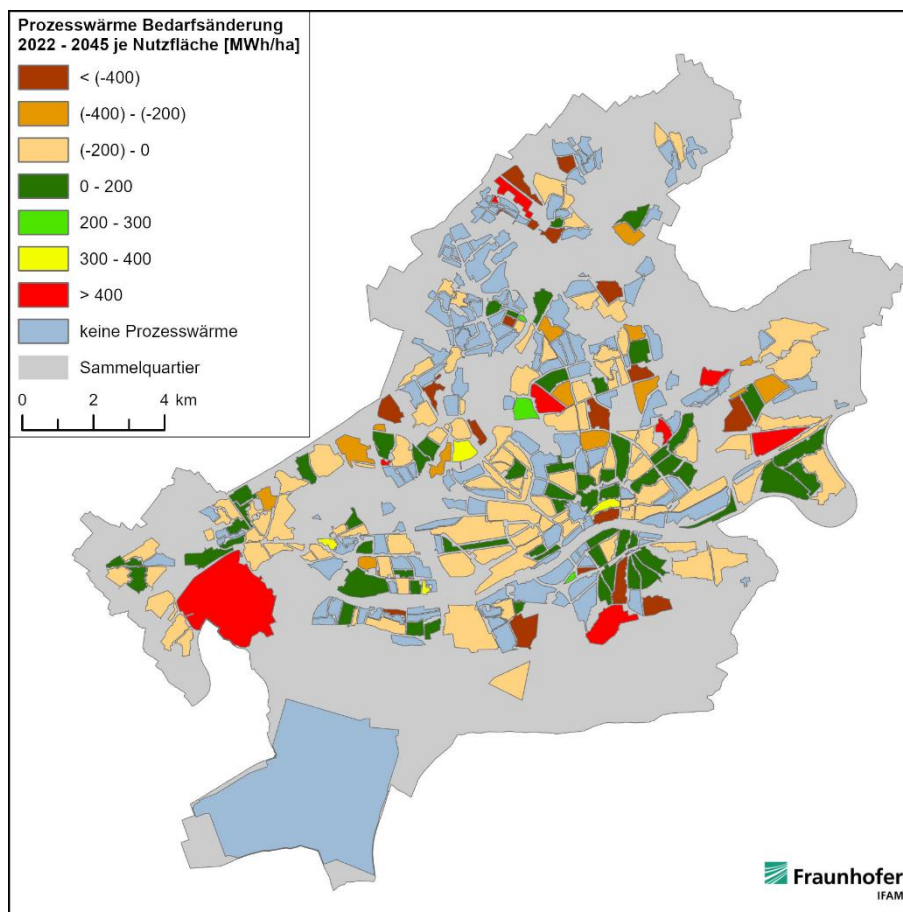 Prozesswärme Bedarfsänderung
2022 - 2045 je Nutzfläche [MWh/ha]
< (-400)
(-400) - (-200)
(-200) - 0
0 - 200
200 - 300
300 - 400
> 400
keine Prozesswärme
Sammelquartier
0 2 4 km
Fraunhofer
IFAM